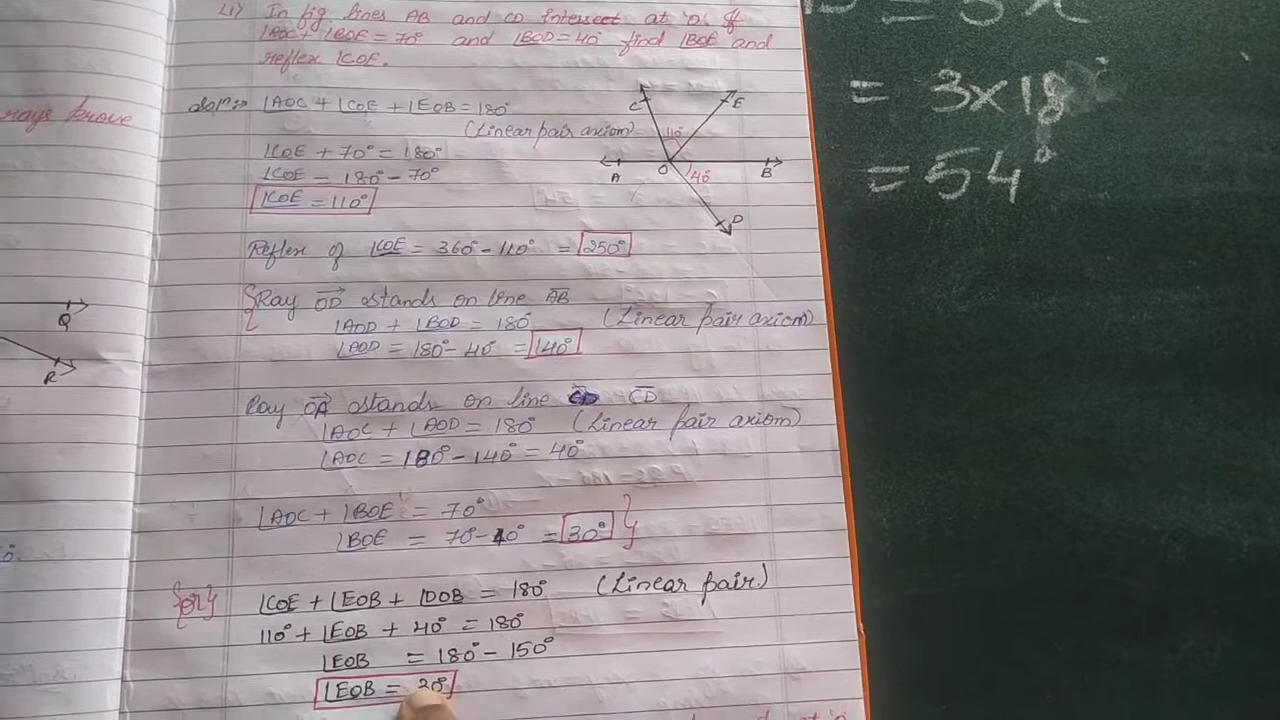 1) In fig, lines AB and CD intersect at 'O'. If
∠AOC + ∠BOE = 70° and ∠BOD = 40° find ∠BOE and
reflex ∠COE.
∠AOC + ∠COE + ∠EOB = 180°
(Linear pair axiom)
∠COE + 70° = 180°
∠COE = 180° - 70°
∠COE = 110°
Reflex of ∠COE = 360° - 110° = 250°
{Ray OD stands on line AB
∠AOD + ∠BOD = 180° (Linear pair axiom)
∠AOD = 180° - 40° = 140°
Ray OA stands on line CD
∠AOC + ∠AOD = 180° (Linear pair axiom)
∠AOC = 180° - 140° = 40°
∠AOC + ∠BOE = 70°
∠BOE = 70° - 40° = 30° }
{or} ∠COE + ∠EOB + ∠DOB = 180° (Linear pair.)
110° + ∠EOB + 40° = 180°
∠EOB = 180° - 150°
∠EOB = 30°
C E
110°
A O B
40°
D
rays prove
Q
R
= 3x18
= 54°